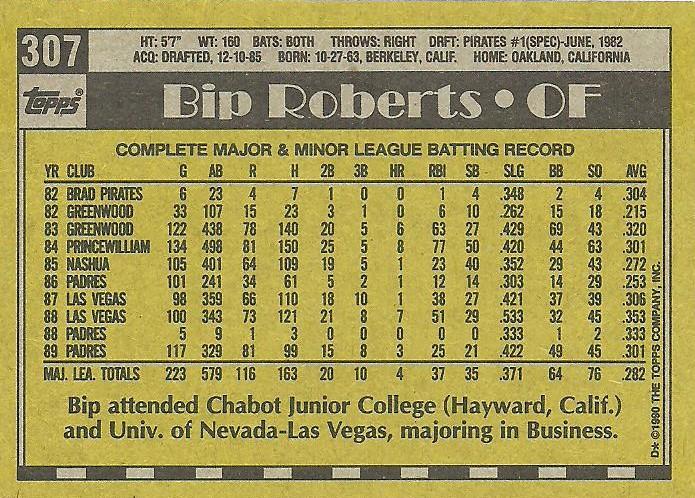 307
HT: 5'7" WT: 160 BATS: BOTH THROWS: RIGHT DRFT: PIRATES #1(SPEC)-JUNE, 1982
ACQ: DRAFTED, 12-10-85 BORN: 10-27-63, BERKELEY, CALIF. HOME: OAKLAND, CALIFORNIA
Topps®
Bip Roberts • OF
COMPLETE MAJOR & MINOR LEAGUE BATTING RECORD
YR CLUB G AB R H 2B 3B HR RBI SB SLG BB SO AVG
82 BRAD PIRATES 6 23 4 7 1 0 0 1 4 .348 2 4 .304
82 GREENWOOD 33 107 15 23 3 1 0 6 10 .262 15 18 .215
83 GREENWOOD 122 438 78 140 20 5 6 63 27 .429 69 43 .320
84 PRINCEWILLIAM 134 498 81 150 25 5 8 77 50 .420 44 63 .301
85 NASHUA 105 401 64 109 19 5 1 23 40 .352 29 43 .272
86 PADRES 101 241 34 61 5 2 1 12 14 .303 14 29 .253
87 LAS VEGAS 98 359 66 110 18 10 1 38 27 .421 37 39 .306
88 LAS VEGAS 100 343 73 121 21 8 7 51 29 .533 32 45 .353
88 PADRES 5 9 1 3 0 0 0 0 0 .333 1 2 .333
89 PADRES 117 329 81 99 15 8 3 25 21 .422 49 45 .301
MAJ. LEA. TOTALS 223 579 116 163 20 10 4 37 35 .371 64 76 .282
Bip attended Chabot Junior College (Hayward, Calif.)
and Univ. of Nevada-Las Vegas, majoring in Business.
D* ©1990 THE TOPPS COMPANY, INC.